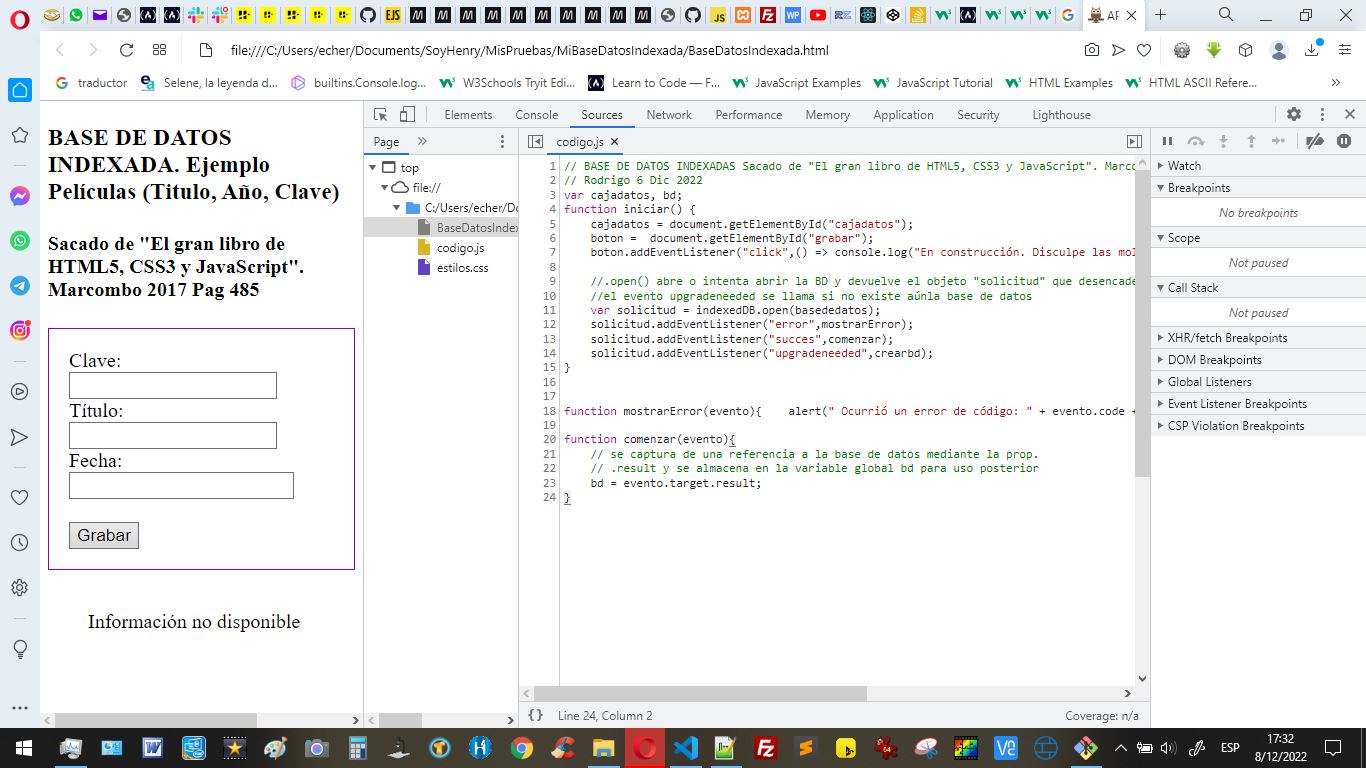 file:///C:/Users/echer/Documents/SoyHenry/MisPruebas/MiBaseDatosIndexada/BaseDatosIndexada.html
traductor
Selene, la leyenda d...
builtins.Console.log...
W3Schools Tryit Edi...
Learn to Code — F...
JavaScript Examples
JavaScript Tutorial
HTML Examples
HTML ASCII Refere...
BASE DE DATOS
INDEXADA. Ejemplo
Películas (Titulo, Año, Clave)
Sacado de "El gran libro de
HTML5, CSS3 y JavaScript".
Marcombo 2017 Pag 485
Clave:
Título:
Fecha:
Grabar
Información no disponible
Elements
Console
Sources
Network
Performance
Memory
Application
Security
Lighthouse
Page
top
file://
C:/Users/echer/Do
BaseDatosIndex
codigo.js
estilos.css
codigo.js
1 // BASE DE DATOS INDEXADAS Sacado de "El gran libro de HTML5, CSS3 y JavaScript". Marco
2 // Rodrigo 6 Dic 2022
3 var cajadatos, bd;
4 function iniciar() {
5 cajadatos = document.getElementById("cajadatos");
6 boton =  document.getElementById("grabar");
7 boton.addEventListener("click",() => console.log("En construcción. Disculpe las mol
8
9 //.open() abre o intenta abrir la BD y devuelve el objeto "solicitud" que desencade
10 //el evento upgradeneeded se llama si no existe aúnla base de datos
11 var solicitud = indexedDB.open(basededatos);
12 solicitud.addEventListener("error",mostrarError);
13 solicitud.addEventListener("succes",comenzar);
14 solicitud.addEventListener("upgradeneeded",crearbd);
15 }
16
17
18 function mostrarError(evento){    alert(" Ocurrió un error de código: " + evento.code +
19
20 function comenzar(evento){
21 // se captura de una referencia a la base de datos mediante la prop.
22 // .result y se almacena en la variable global bd para uso posterior
23 bd = evento.target.result;
24 }
{ } Line 24, Column 2
Coverage: n/a
Watch
Breakpoints
No breakpoints
Scope
Not paused
Call Stack
Not paused
XHR/fetch Breakpoints
DOM Breakpoints
Global Listeners
Event Listener Breakpoints
CSP Violation Breakpoints
ESP
17:32
8/12/2022